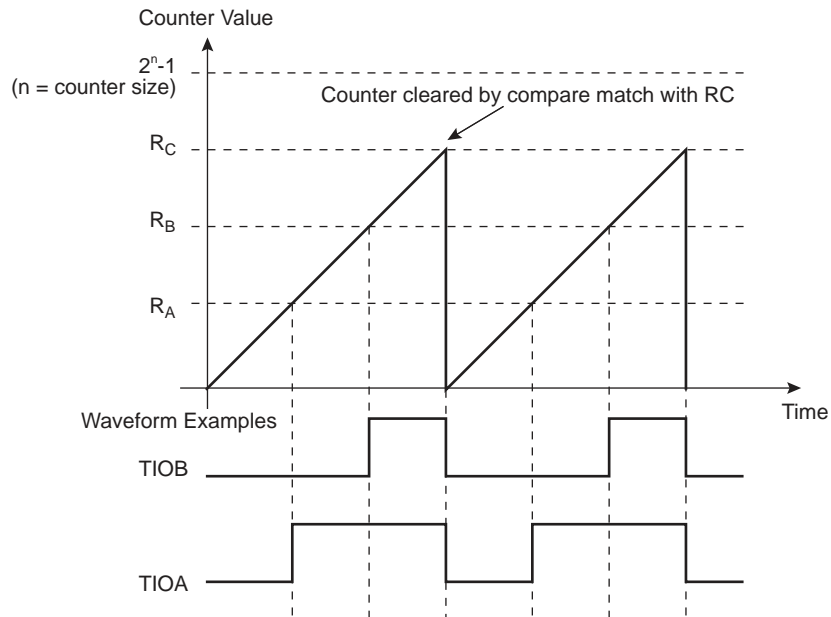 Counter Value
2ⁿ-1
(n = counter size)
Counter cleared by compare match with RC
R_C
R_B
R_A
Time
Waveform Examples
TIOB
TIOA